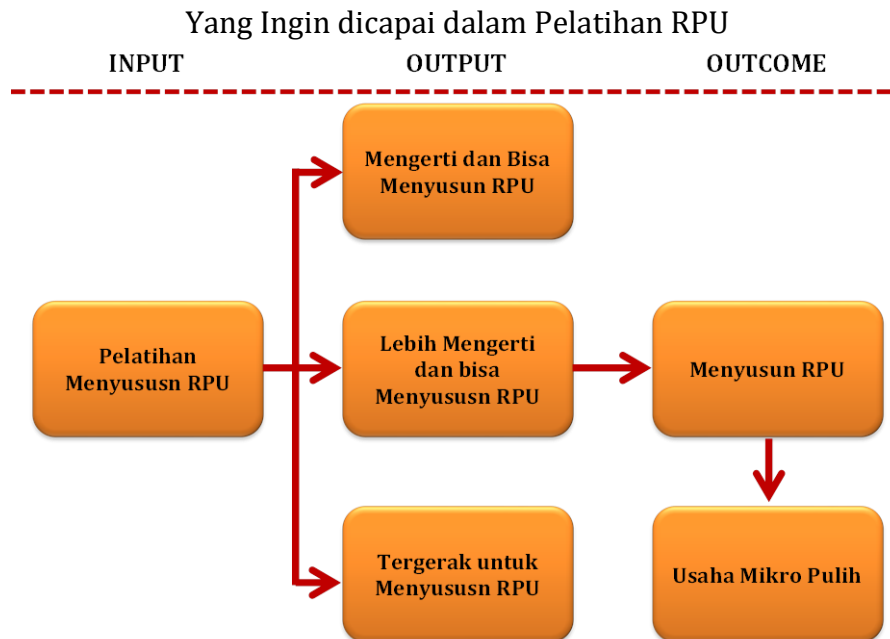 Yang Ingin dicapai dalam Pelatihan RPU
INPUT
OUTPUT
OUTCOME
Mengerti dan Bisa
Menyusun RPU
Pelatihan
Menyususn RPU
Lebih Mengerti
dan bisa
Menyususn RPU
Menyusun RPU
Tergerak untuk
Menyususn RPU
Usaha Mikro Pulih